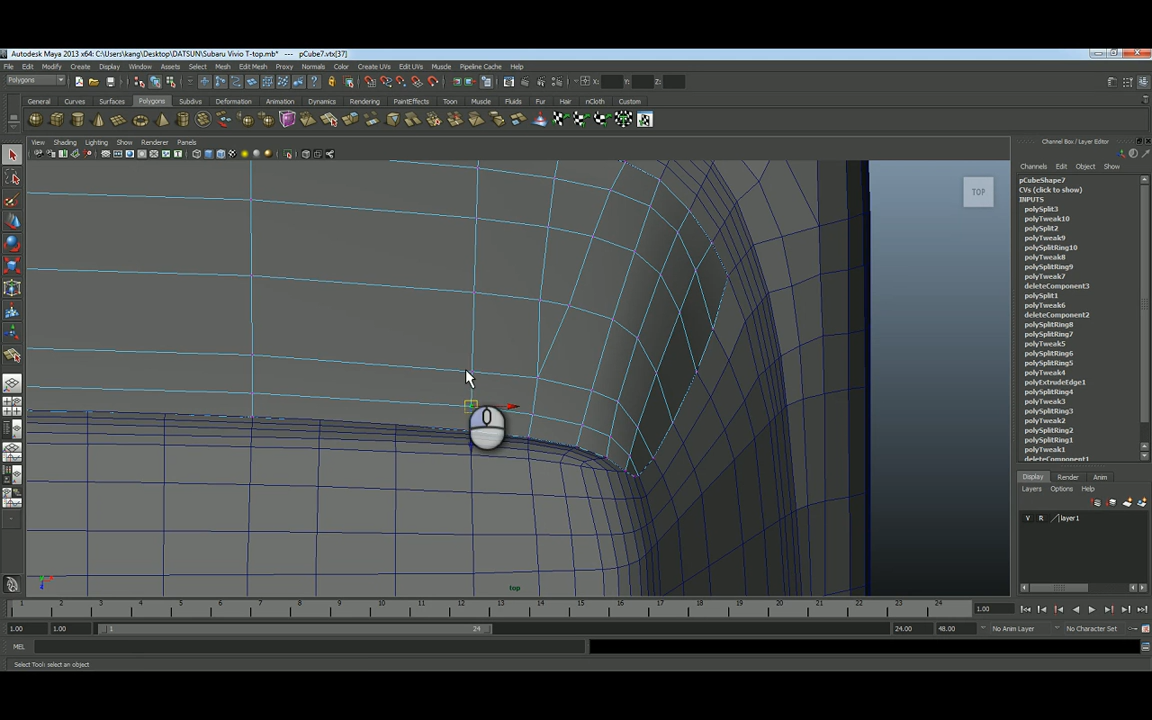 Autodesk Maya 2013 x64: C:\Users\kang\Desktop\DATSUN\Subaru Vivio T-top.mb* --- pCube7.vtx[37]
File Edit Modify Create Display Window Assets Select Mesh Edit Mesh Proxy Normals Color Create UVs Edit UVs Muscle Pipeline Cache Help
Polygons X: Y: Z:
General Curves Surfaces Polygons Subdivs Deformation Animation Dynamics Rendering PaintEffects Toon Muscle Fluids Fur Hair nCloth Custom
View Shading Lighting Show Renderer Panels
Channel Box / Layer Editor
Channels Edit Object Show
pCubeShape7
CVs (click to show)
INPUTS
polySplit3
polyTweak10
polySplit2
polyTweak9
polySplitRing10
polyTweak8
polySplitRing9
polyTweak7
deleteComponent3
polySplit1
polyTweak6
deleteComponent2
polySplitRing8
polySplitRing7
polyTweak5
polySplitRing6
polySplitRing5
polyTweak4
polyExtrudeEdge1
polySplitRing4
polyTweak3
polySplitRing3
polyTweak2
polySplitRing2
polySplitRing1
polyTweak1
deleteComponent1
TOP
Display Render Anim
Layers Options Help
V R layer1
top
1 2 3 4 5 6 7 8 9 10 11 12 13 14 15 16 17 18 19 20 21 22 23 24 1.00
1.00 1.00 1 24 24.00 48.00 No Anim Layer No Character Set
MEL
Select Tool: select an object